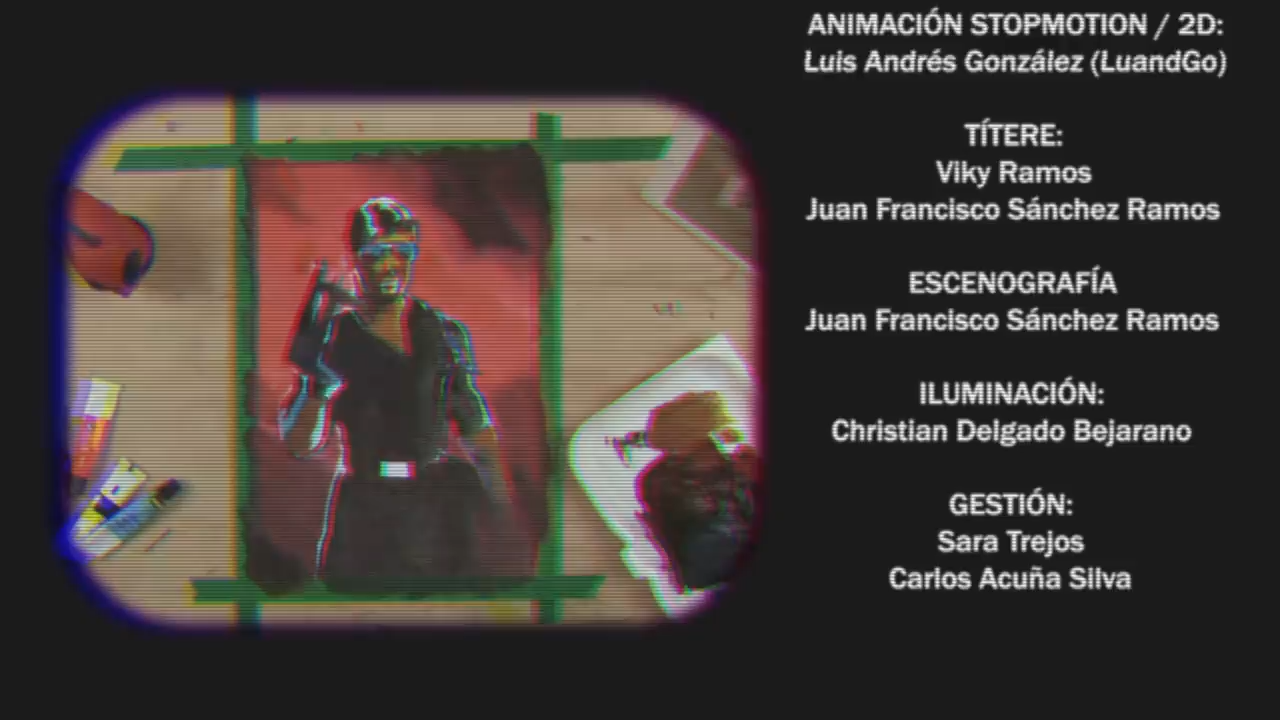 ANIMACIÓN STOPMOTION / 2D:
Luis Andrés González (LuandGo)
TÍTERE:
Viky Ramos
Juan Francisco Sánchez Ramos
ESCENOGRAFÍA
Juan Francisco Sánchez Ramos
ILUMINACIÓN:
Christian Delgado Bejarano
GESTIÓN:
Sara Trejos
Carlos Acuña Silva